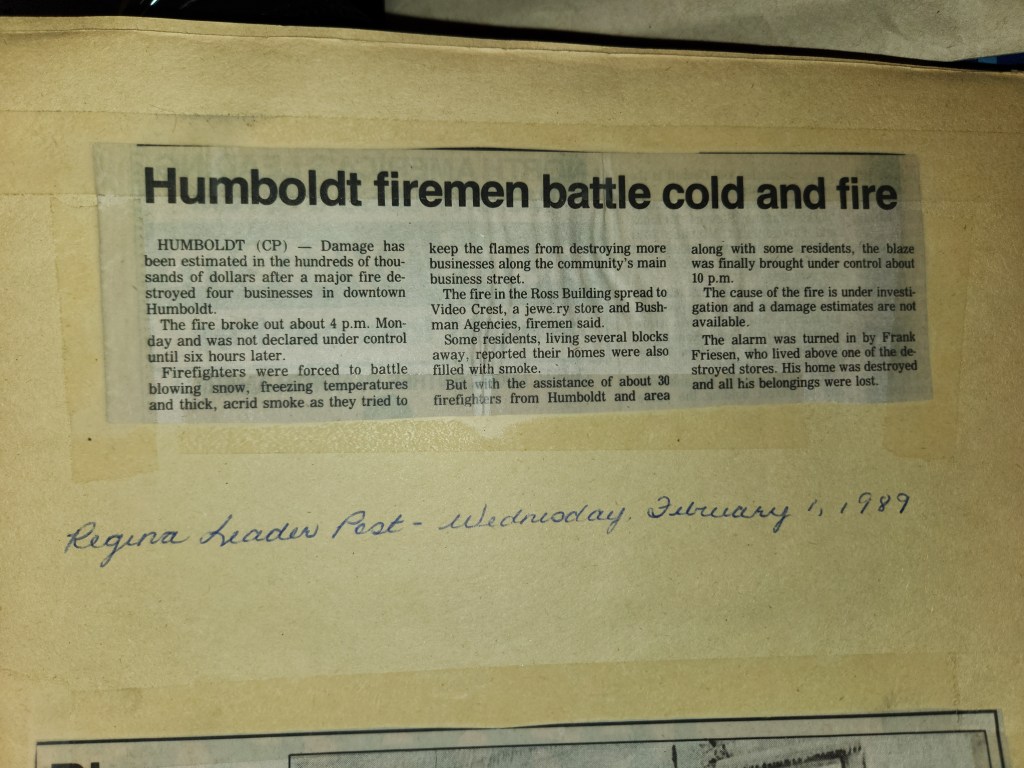 Humboldt firemen battle cold and fire
HUMBOLDT (CP) — Damage has
been estimated in the hundreds of thou-
sands of dollars after a major fire de-
stroyed four businesses in downtown
Humboldt.
The fire broke out about 4 p.m. Mon-
day and was not declared under control
until six hours later.
Firefighters were forced to battle
blowing snow, freezing temperatures
and thick, acrid smoke as they tried to
keep the flames from destroying more
businesses along the community's main
business street.
The fire in the Ross Building spread to
Video Crest, a jewelry store and Bush-
man Agencies, firemen said.
Some residents, living several blocks
away, reported their homes were also
filled with smoke.
But with the assistance of about 30
firefighters from Humboldt and area
along with some residents, the blaze
was finally brought under control about
10 p.m.
The cause of the fire is under investi-
gation and a damage estimates are not
available.
The alarm was turned in by Frank
Friesen, who lived above one of the de-
stroyed stores. His home was destroyed
and all his belongings were lost.
Regina Leader Post - Wednesday. February 1, 1989